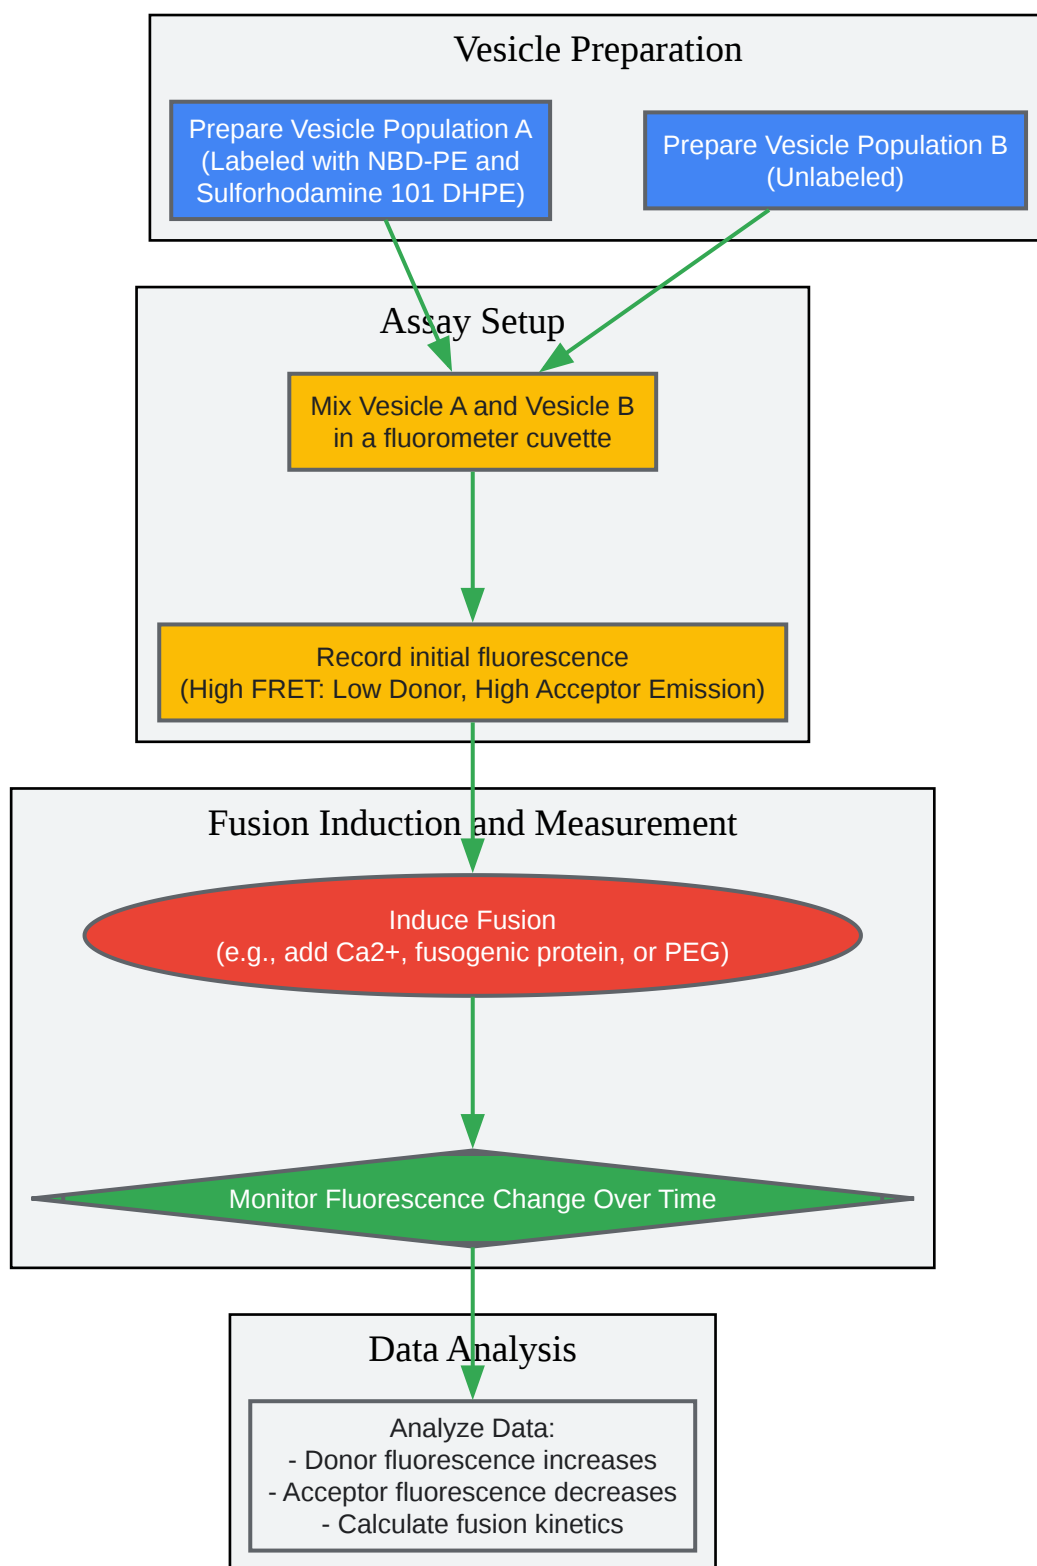 Vesicle Preparation
Prepare Vesicle Population A
(Labeled with NBD-PE and
Sulforhodamine 101 DHPE)
Prepare Vesicle Population B
(Unlabeled)
Assay Setup
Mix Vesicle A and Vesicle B
in a fluorometer cuvette
Record initial fluorescence
(High FRET: Low Donor, High Acceptor Emission)
Fusion Induction and Measurement
Induce Fusion
(e.g., add Ca2+, fusogenic protein, or PEG)
Monitor Fluorescence Change Over Time
Data Analysis
Analyze Data:
- Donor fluorescence increases
- Acceptor fluorescence decreases
- Calculate fusion kinetics